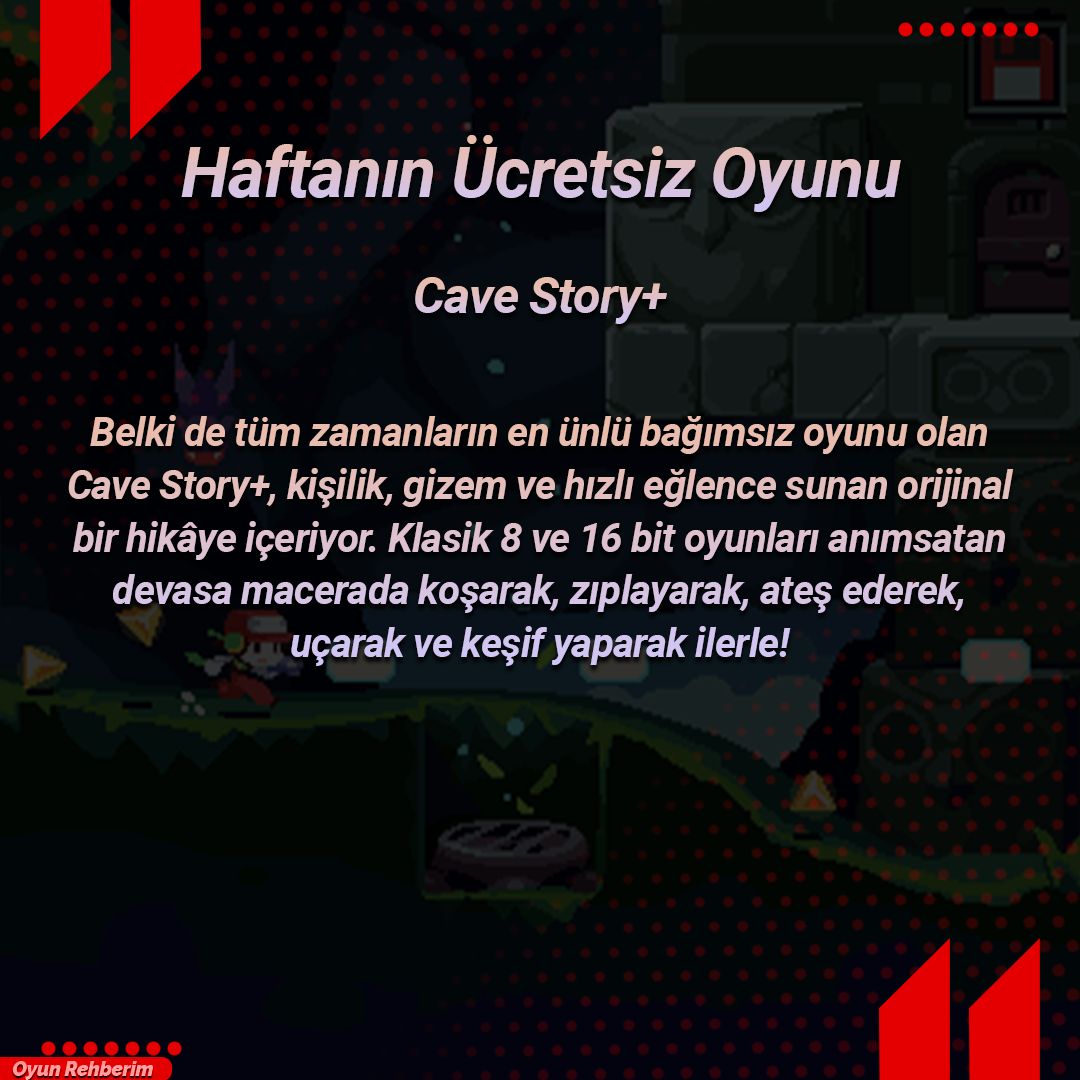 Haftanın Ücretsiz Oyunu
Cave Story+
Belki de tüm zamanların en ünlü bağımsız oyunu olan
Cave Story+, kişilik, gizem ve hızlı eğlence sunan orijinal
bir hikâye içeriyor. Klasik 8 ve 16 bit oyunları anımsatan
devasa macerada koşarak, zıplayarak, ateş ederek,
uçarak ve keşif yaparak ilerle!
Oyun Rehberim